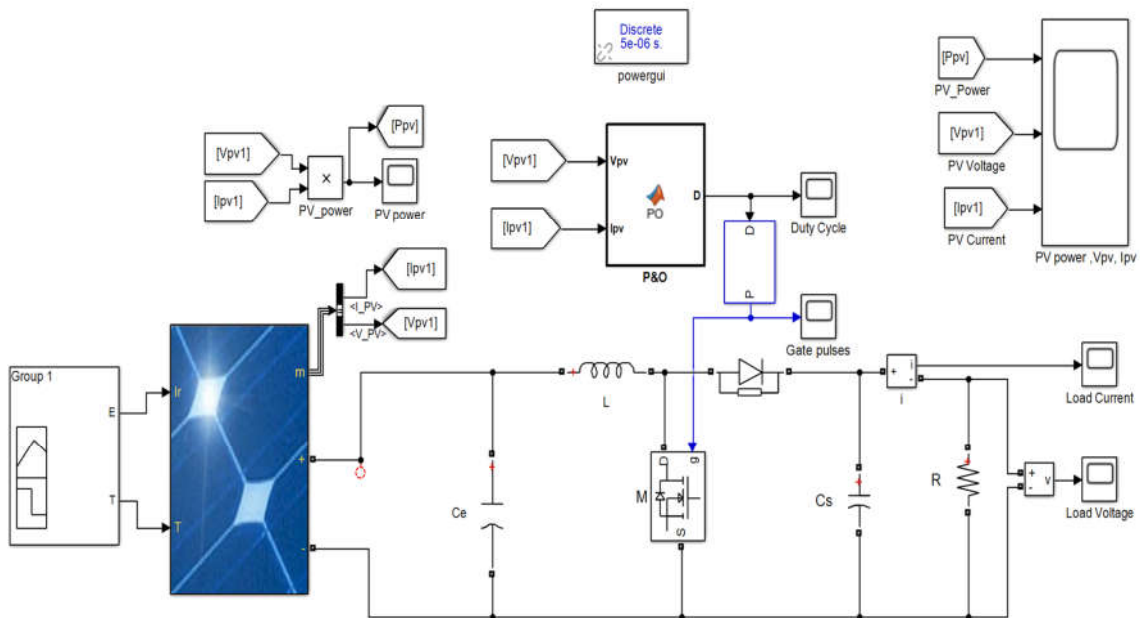 Discrete
5e-06 s.
powergui
[Ppv]
PV_Power
[Vpv1]
PV Voltage
[Ipv1]
PV Current
PV power ,Vpv, Ipv
[Ppv]
[Vpv1]
[Ipv1]
×
PV_power
PV power
[Vpv1]
[Ipv1]
Vpv
Ipv
PO
D
P&O
Duty Cycle
D
P
Gate pulses
[Ipv1]
<I_PV>
[Vpv1]
<V_PV>
Group 1
E
T
Ir
T
m
+
-
Ce
L
M
D
g
S
Cs
+
-
i
i
Load Current
R
+
-
v
Load Voltage